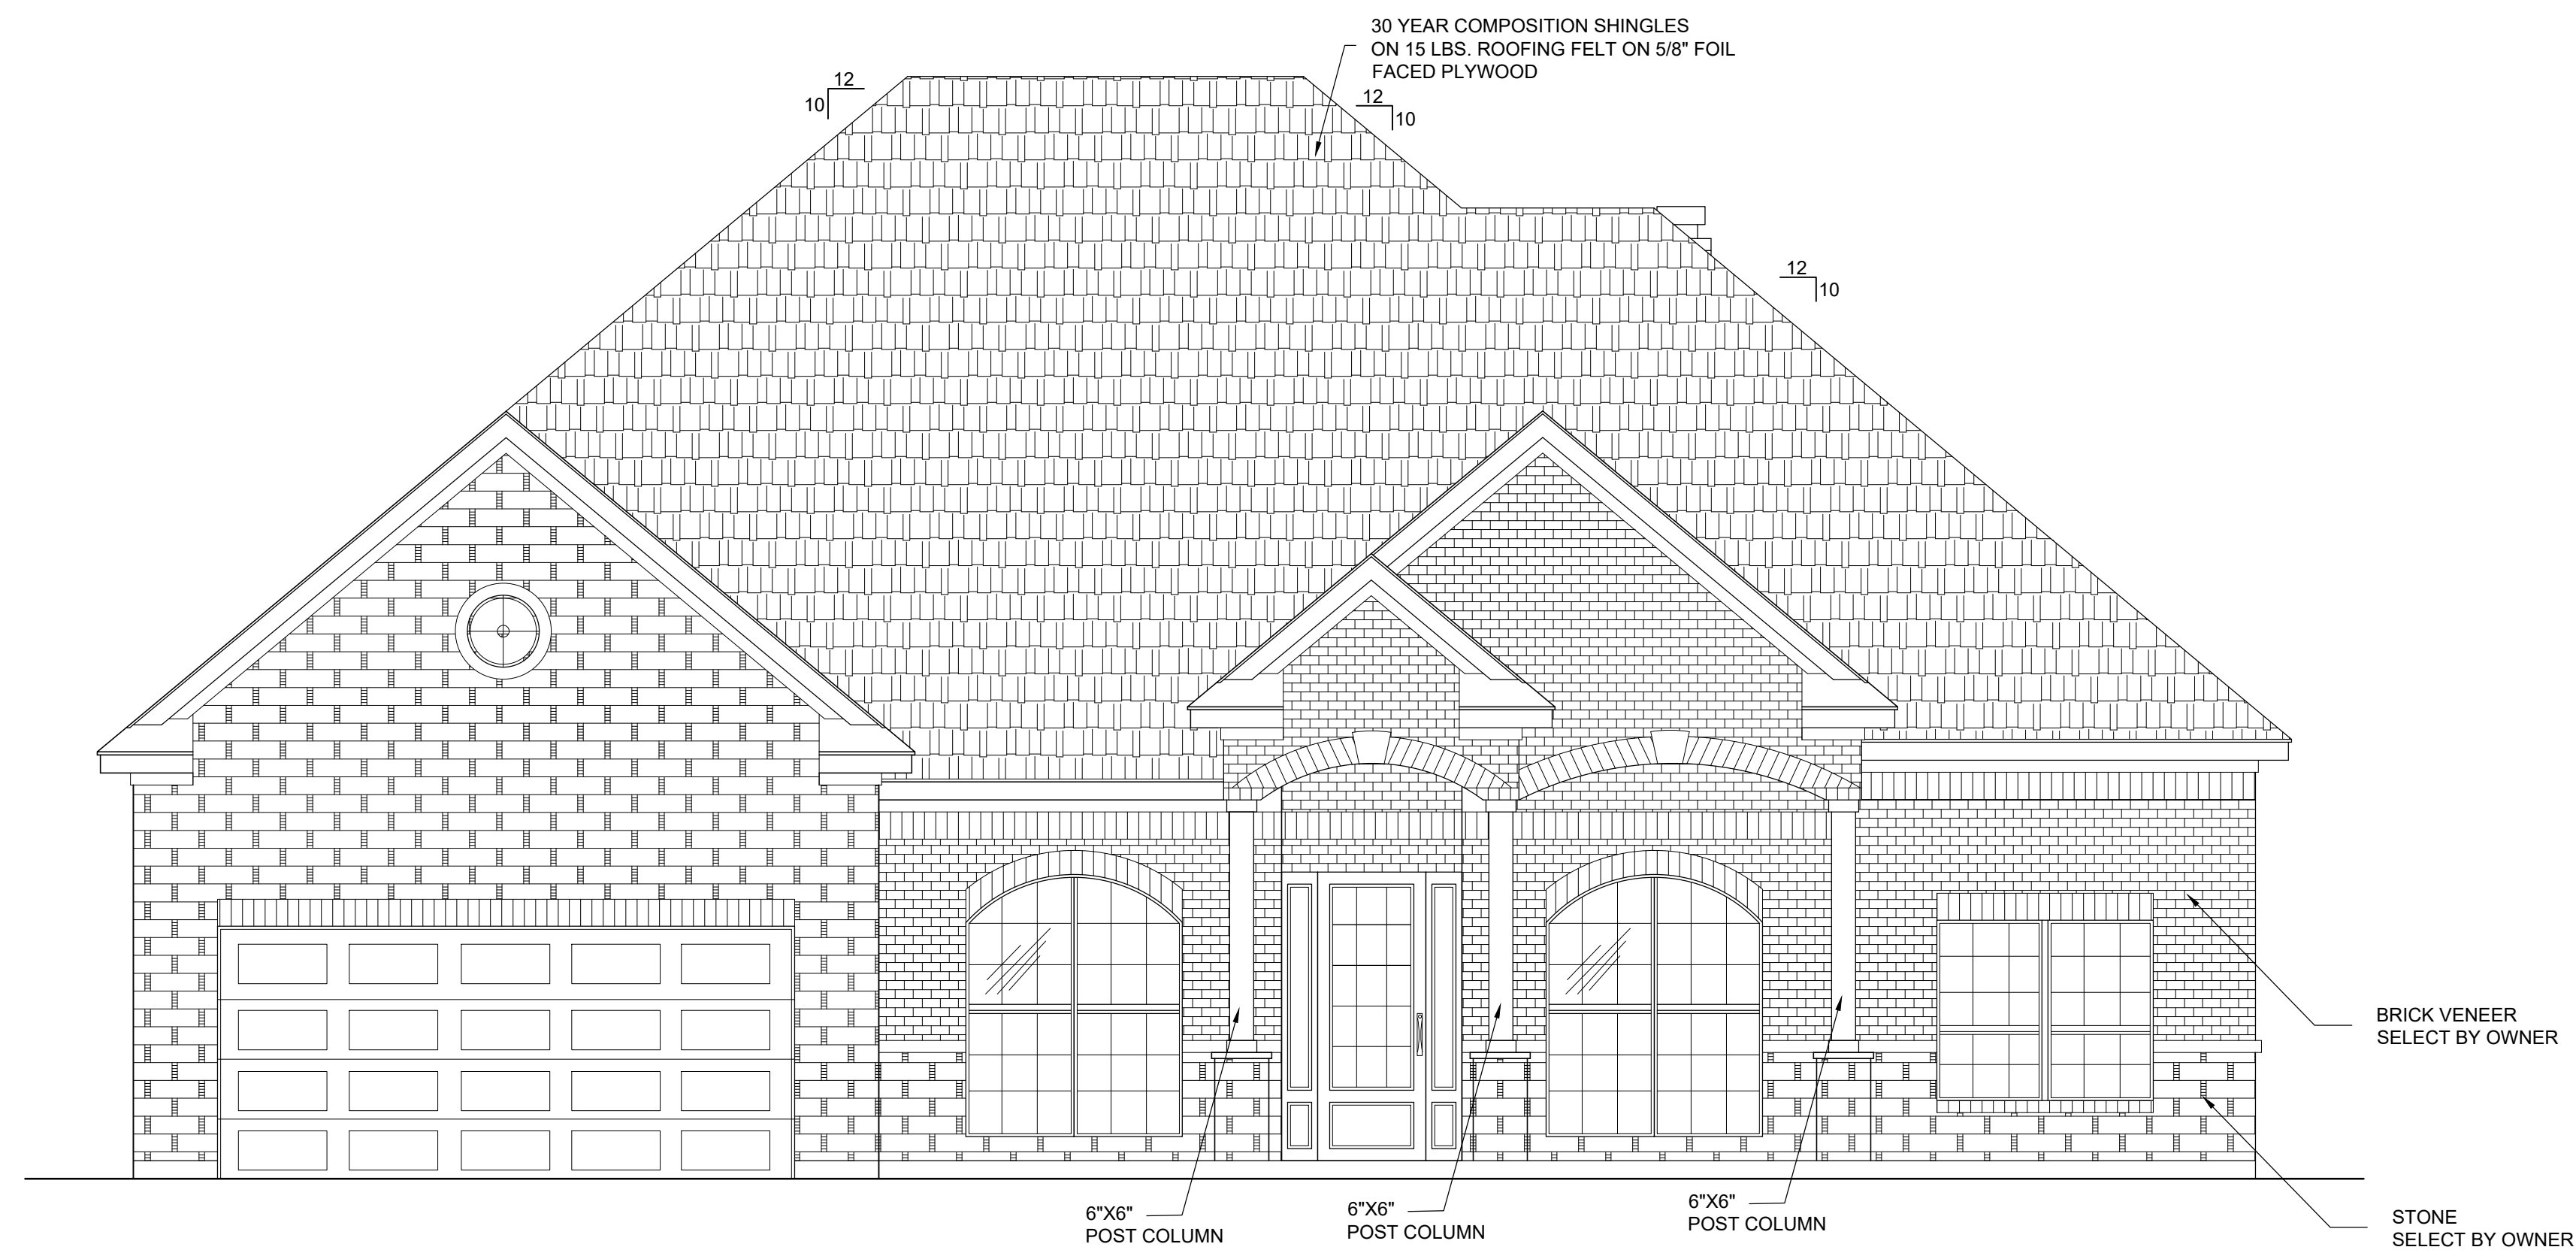 30 YEAR COMPOSITION SHINGLES
ON 15 LBS. ROOFING FELT ON 5/8" FOIL
FACED PLYWOOD
12
10
12
10
12
10
BRICK VENEER
SELECT BY OWNER
6"X6"
POST COLUMN
6"X6"
POST COLUMN
6"X6"
POST COLUMN
STONE
SELECT BY OWNER